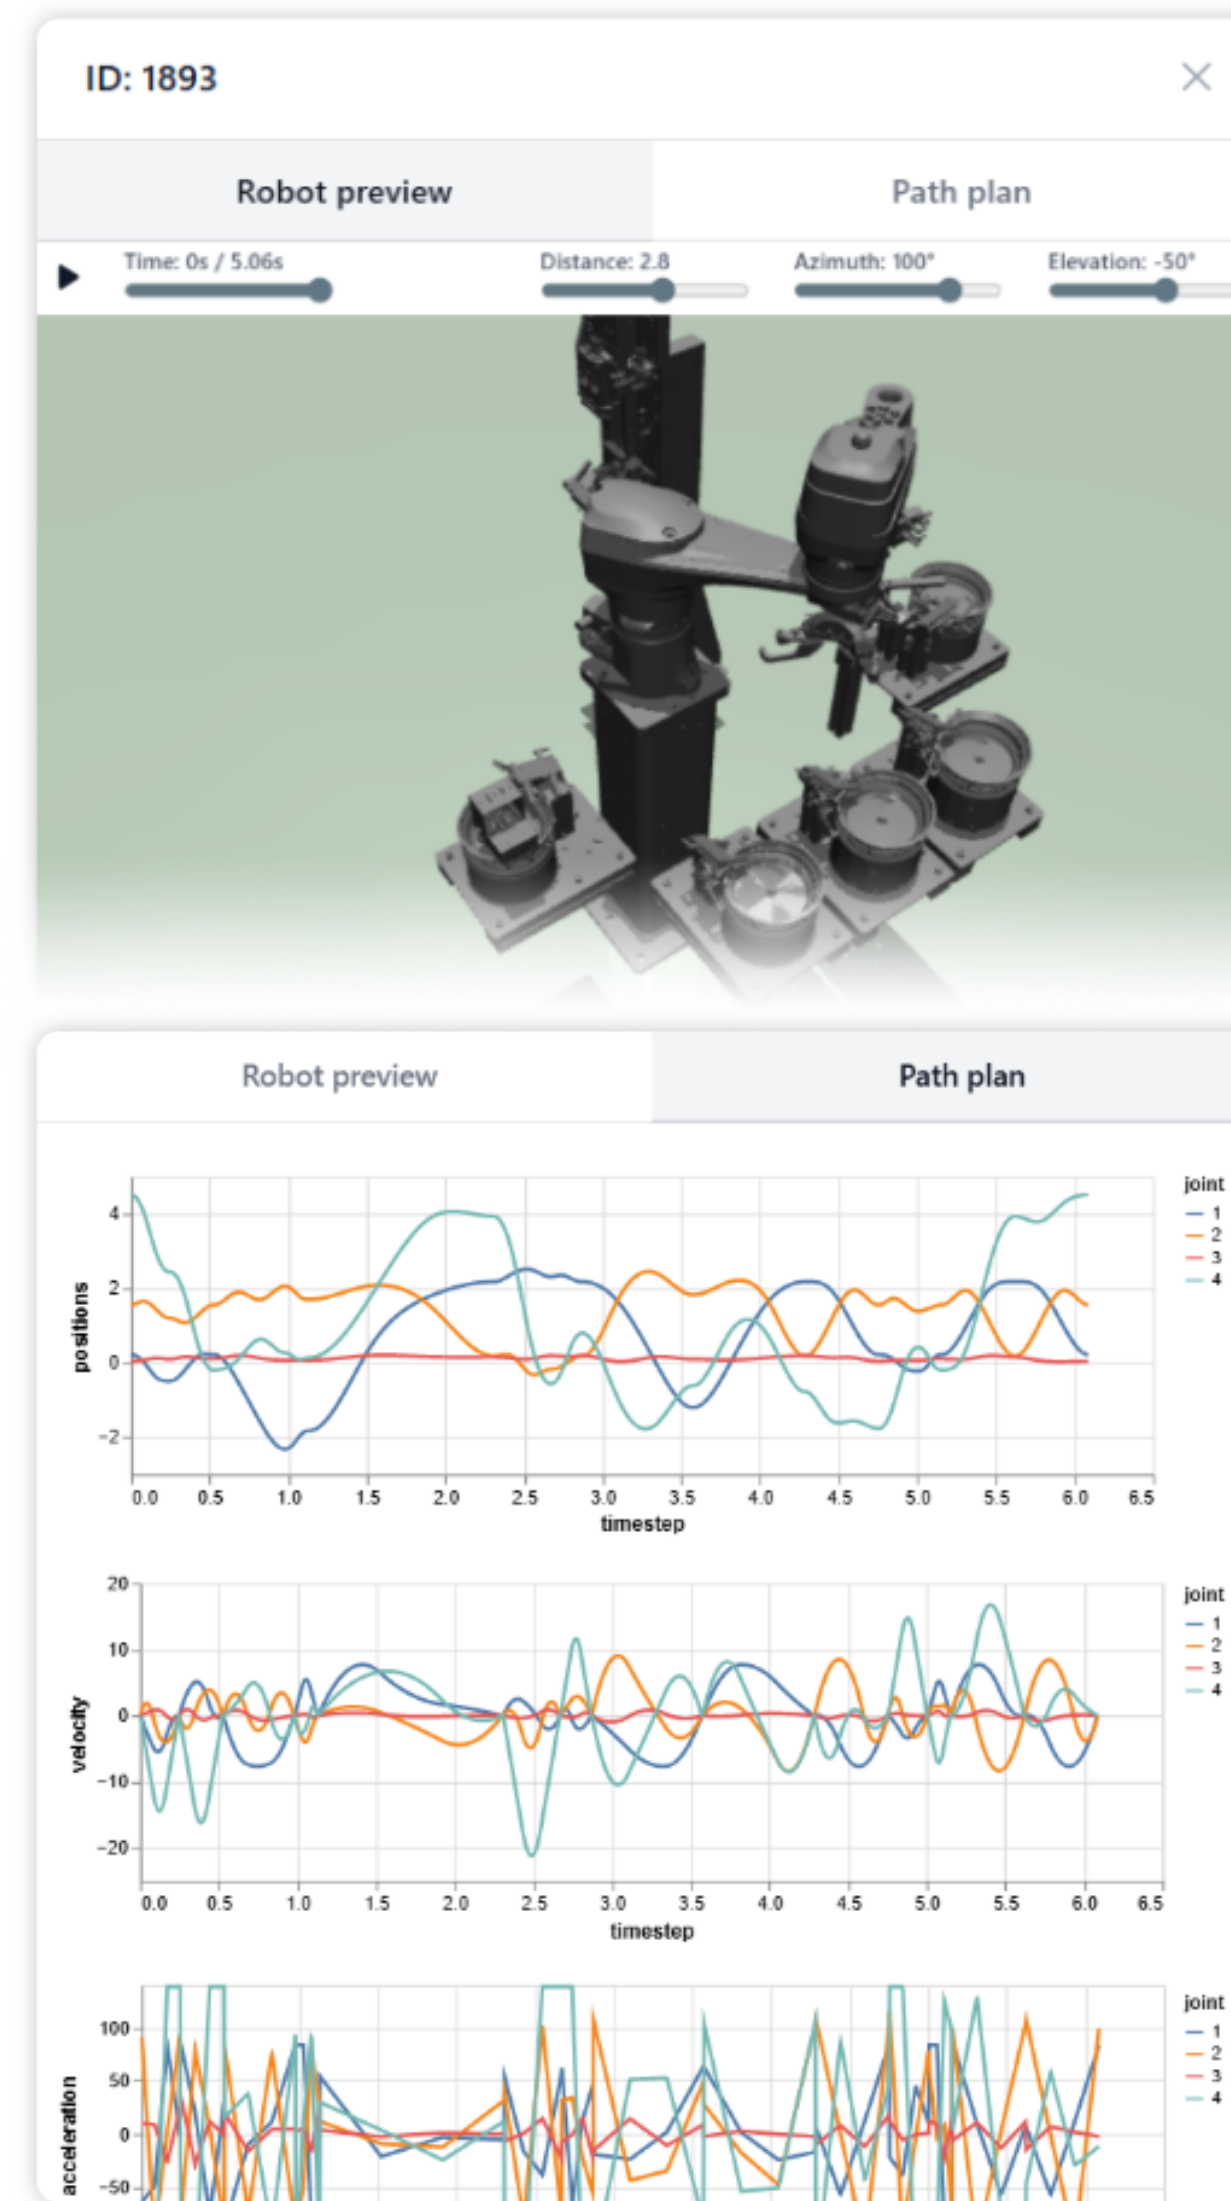 ID: 1893
Robot preview Path plan
Time: 0s / 5.06s Distance: 2.8 Azimuth: 100° Elevation: -50°
Robot preview Path plan
positions
4
2
0
−2
0.0 0.5 1.0 1.5 2.0 2.5 3.0 3.5 4.0 4.5 5.0 5.5 6.0 6.5
timestep
joint
1
2
3
4
velocity
20
10
0
−10
−20
0.0 0.5 1.0 1.5 2.0 2.5 3.0 3.5 4.0 4.5 5.0 5.5 6.0 6.5
timestep
joint
1
2
3
4
acceleration
100
50
0
−50
joint
1
2
3
4